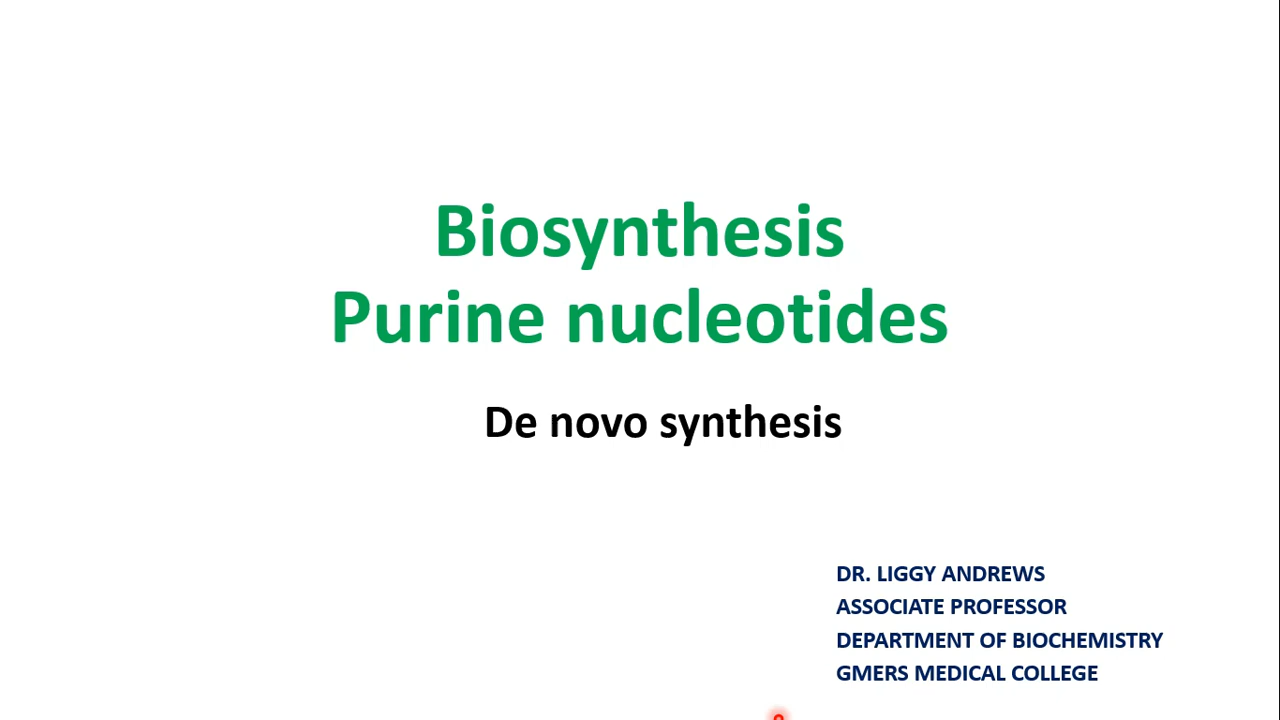 Biosynthesis
Purine nucleotides
De novo synthesis
DR. LIGGY ANDREWS
ASSOCIATE PROFESSOR
DEPARTMENT OF BIOCHEMISTRY
GMERS MEDICAL COLLEGE